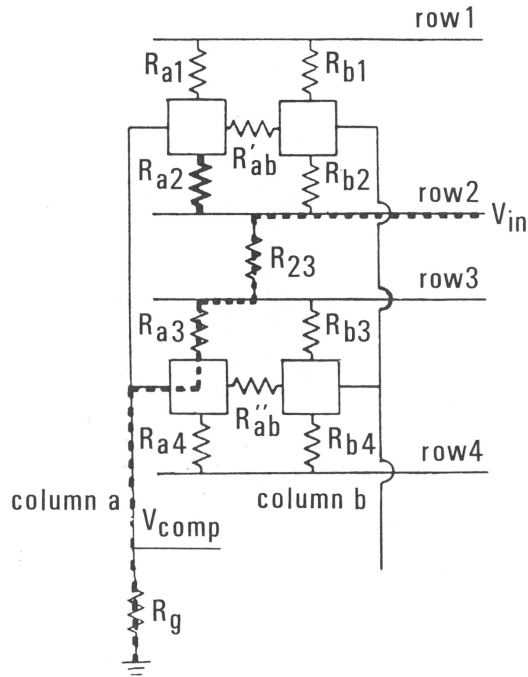 row1
Ra1
Rb1
R'ab
Ra2
Rb2
row2
Vin
R23
row3
Ra3
Rb3
R''ab
Ra4
Rb4
row4
column a
column b
Vcomp
Rg